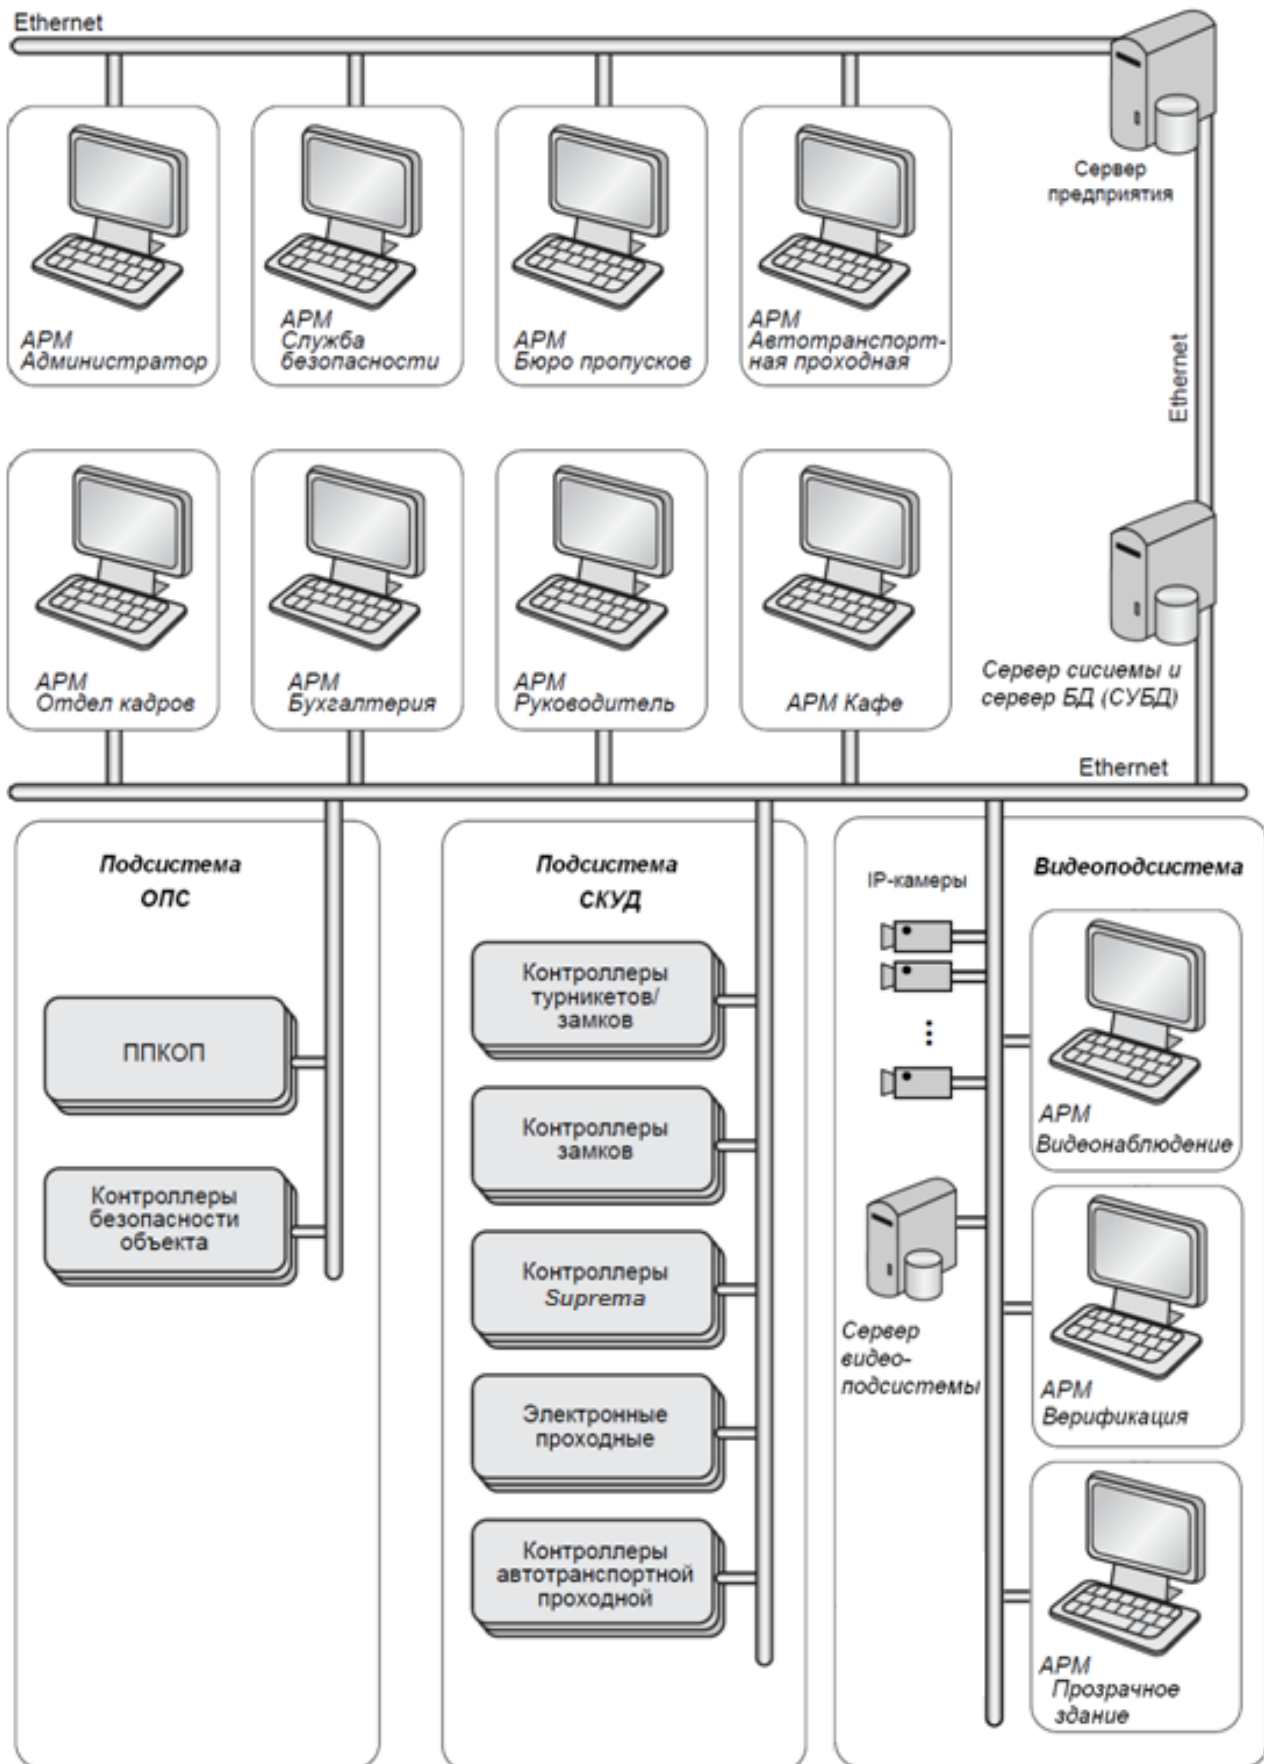 Ethernet
Сервер
предприятия
АРМ
Администратор
АРМ
Служба
безопасности
АРМ
Бюро пропусков
АРМ
Автотранспорт-
ная проходная
Ethernet
АРМ
Отдел кадров
АРМ
Бухгалтерия
АРМ
Руководитель
АРМ Кафе
Сервер сисиемы и
сервер БД (СУБД)
Ethernet
Подсистема
ОПС
ППКОП
Контроллеры
безопасности
объекта
Подсистема
СКУД
Контроллеры
турникетов/
замков
Контроллеры
замков
Контроллеры
Suprema
Электронные
проходные
Контроллеры
автотранспортной
проходной
Видеоподсистема
IP-камеры
...
АРМ
Видеонаблюдение
Сервер
видео-
подсистемы
АРМ
Верификация
АРМ
Прозрачное
здание